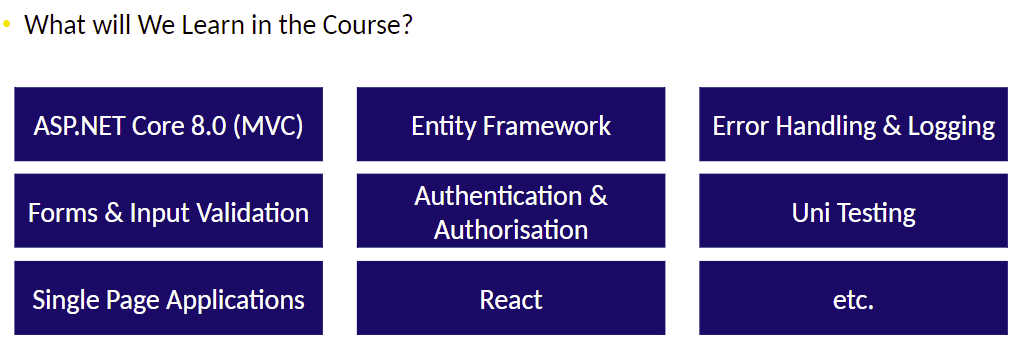 What will We Learn in the Course?
ASP.NET Core 8.0 (MVC)
Entity Framework
Error Handling & Logging
Forms & Input Validation
Authentication &
Authorisation
Uni Testing
Single Page Applications
React
etc.